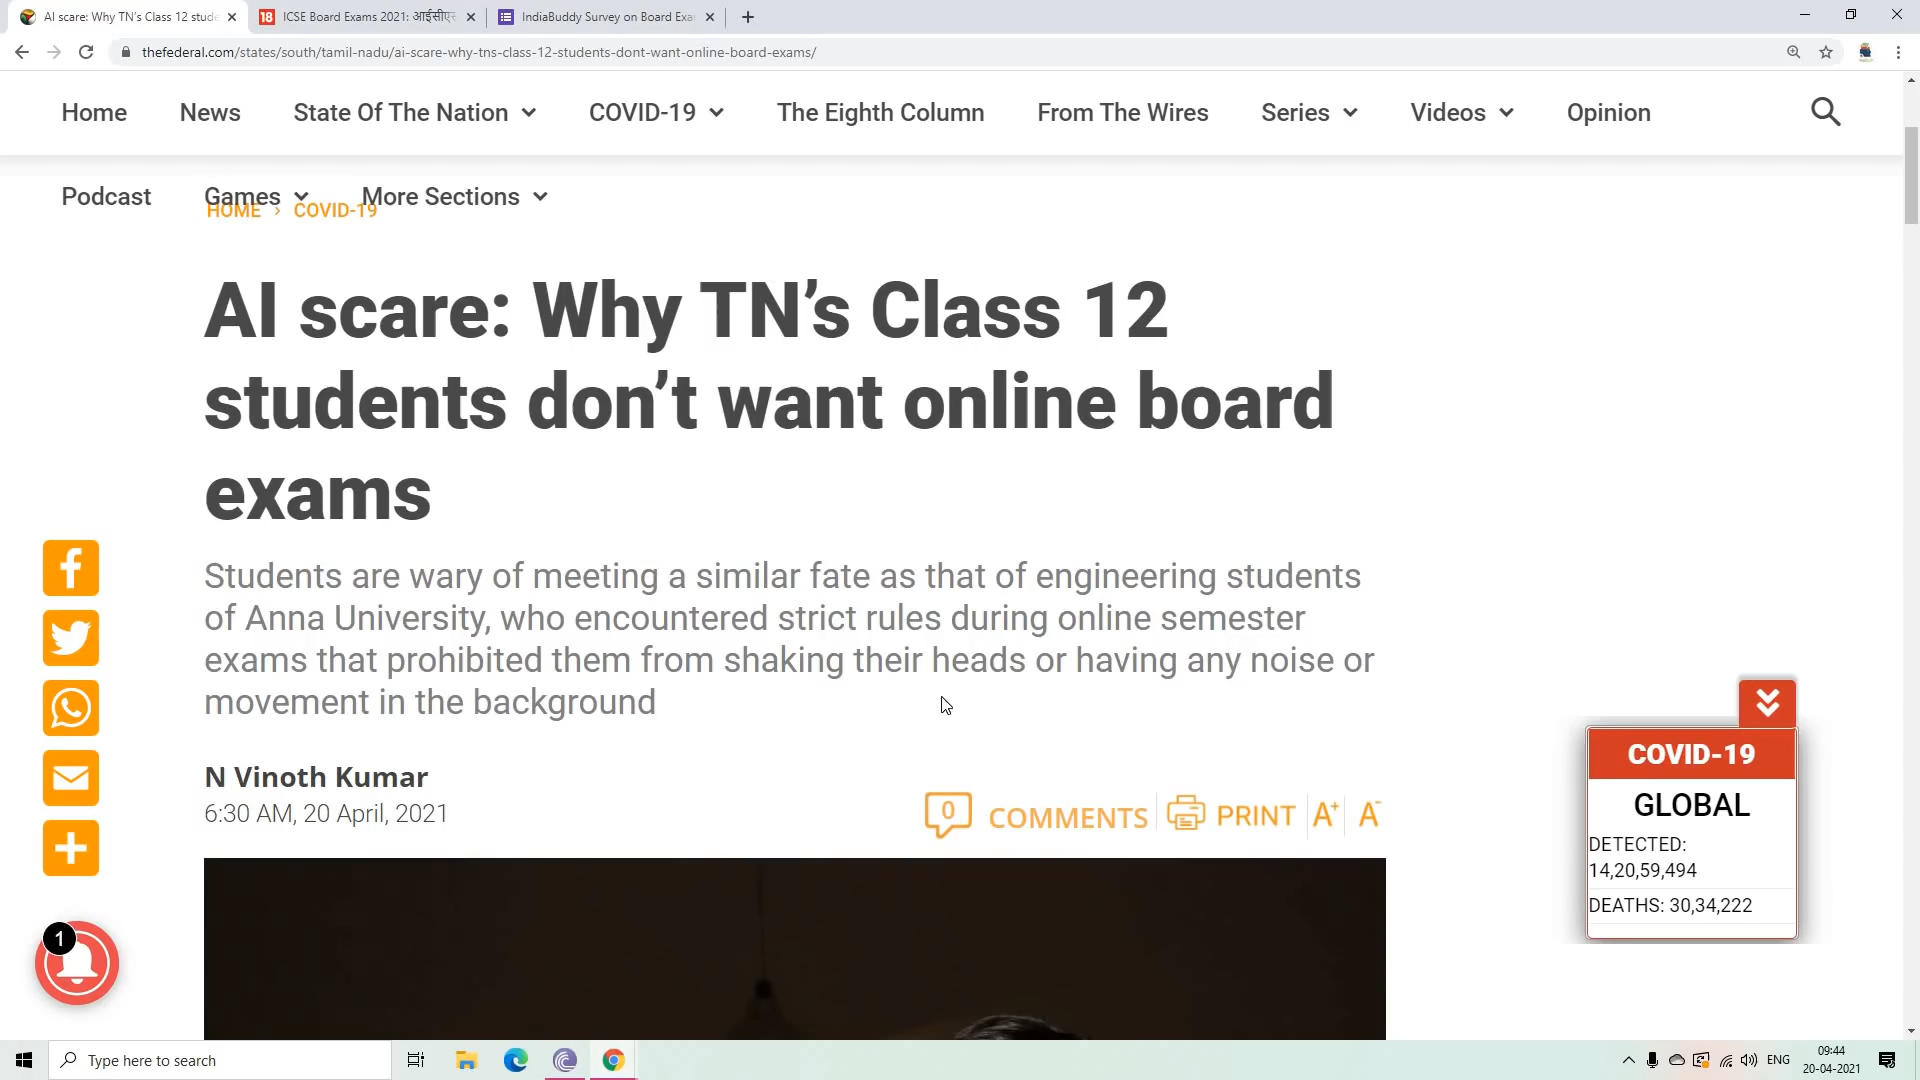 AI scare: Why TN's Class 12 stude
ICSE Board Exams 2021: आईसीएस
IndiaBuddy Survey on Board Exa
thefederal.com/states/south/tamil-nadu/ai-scare-why-tns-class-12-students-dont-want-online-board-exams/
Home News State Of The Nation COVID-19 The Eighth Column From The Wires Series Videos Opinion
Podcast Games More Sections
HOME › COVID-19
AI scare: Why TN’s Class 12
students don’t want online board
exams
Students are wary of meeting a similar fate as that of engineering students
of Anna University, who encountered strict rules during online semester
exams that prohibited them from shaking their heads or having any noise or
movement in the background
N Vinoth Kumar
6:30 AM, 20 April, 2021
0 COMMENTS PRINT A+ A-
COVID-19
GLOBAL
DETECTED:
14,20,59,494
DEATHS: 30,34,222
1
Type here to search
ENG
09:44
20-04-2021